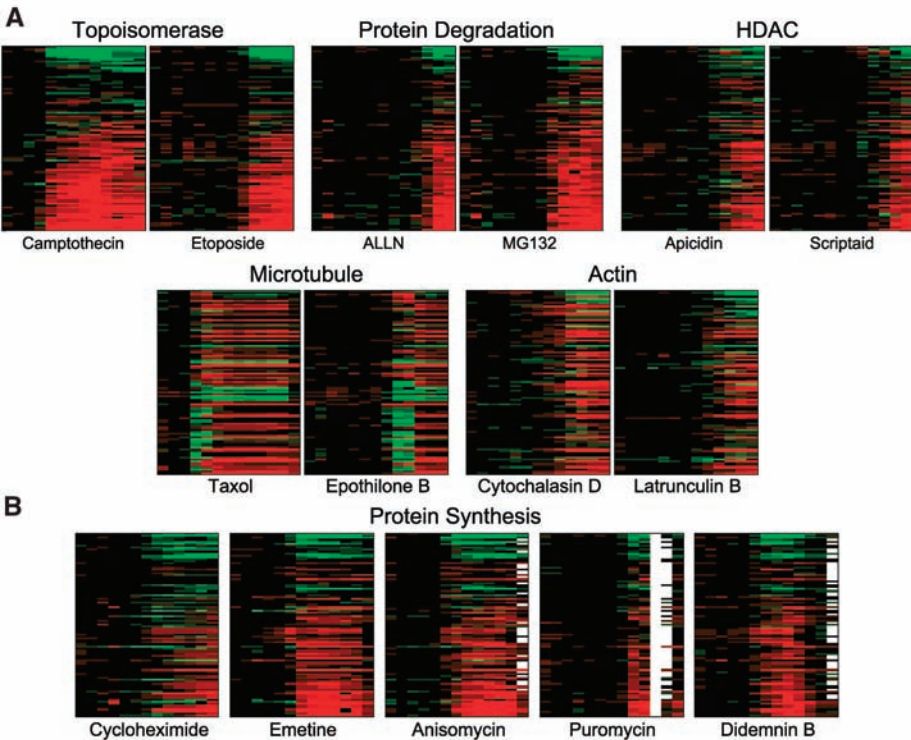 A
Topoisomerase Protein Degradation HDAC
Camptothecin Etoposide ALLN MG132 Apicidin Scriptaid
Microtubule Actin
Taxol Epothilone B Cytochalasin D Latrunculin B
B
Protein Synthesis
Cycloheximide Emetine Anisomycin Puromycin Didemnin B